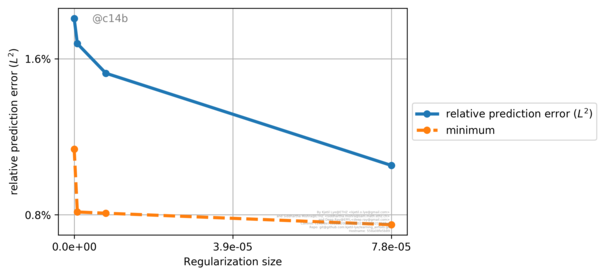 @c14b
relative prediction error (L²)
1.6%
0.8%
0.0e+00
3.9e-05
7.8e-05
Regularization size
relative prediction error (L²)
minimum